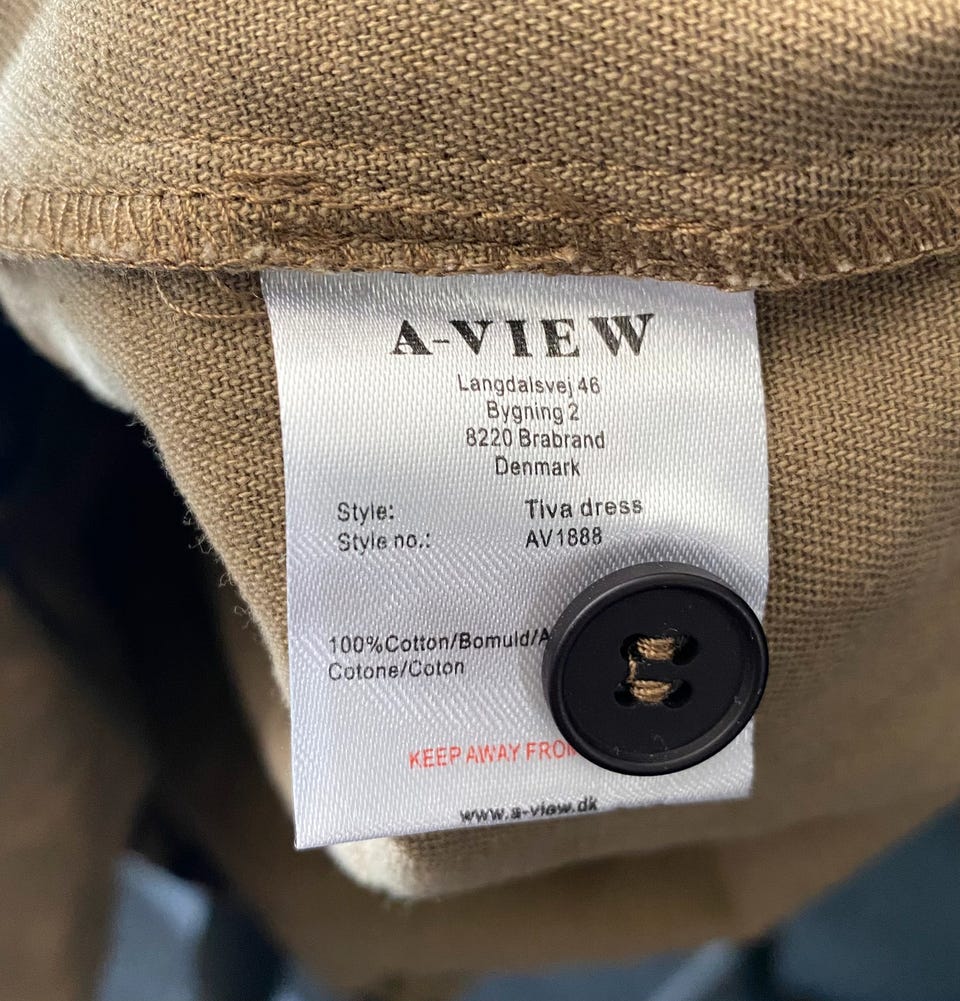 A-VIEW
Langdalsvej 46
Bygning 2
8220 Brabrand
Denmark
Style: Tiva dress
Style no.: AV1888
100%Cotton/Bomuld/
Cotone/Coton
KEEP AWAY
www.a-view.dk